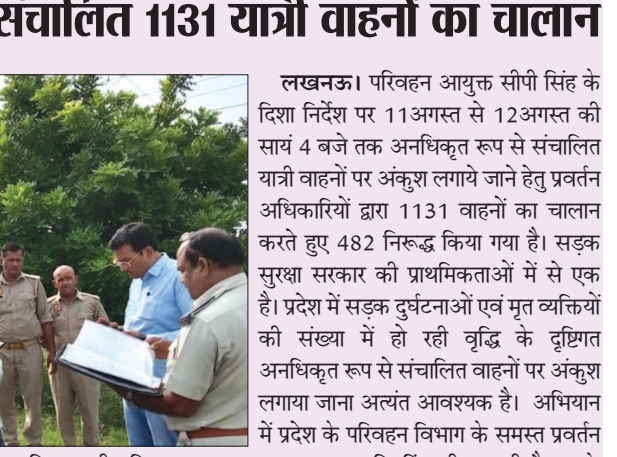 संचालित 1131 यात्री वाहनों का चालान
लखनऊ। परिवहन आयुक्त सीपी सिंह के
दिशा निर्देश पर 11अगस्त से 12अगस्त की
सायं 4 बजे तक अनधिकृत रूप से संचालित
यात्री वाहनों पर अंकुश लगाये जाने हेतु प्रवर्तन
अधिकारियों द्वारा 1131 वाहनों का चालान
करते हुए 482 निरूद्ध किया गया है। सड़क
सुरक्षा सरकार की प्राथमिकताओं में से एक
है। प्रदेश में सड़क दुर्घटनाओं एवं मृत व्यक्तियों
की संख्या में हो रही वृद्धि के दृष्टिगत
अनधिकृत रूप से संचालित वाहनों पर अंकुश
लगाया जाना अत्यंत आवश्यक है। अभियान
में प्रदेश के परिवहन विभाग के समस्त प्रवर्तन